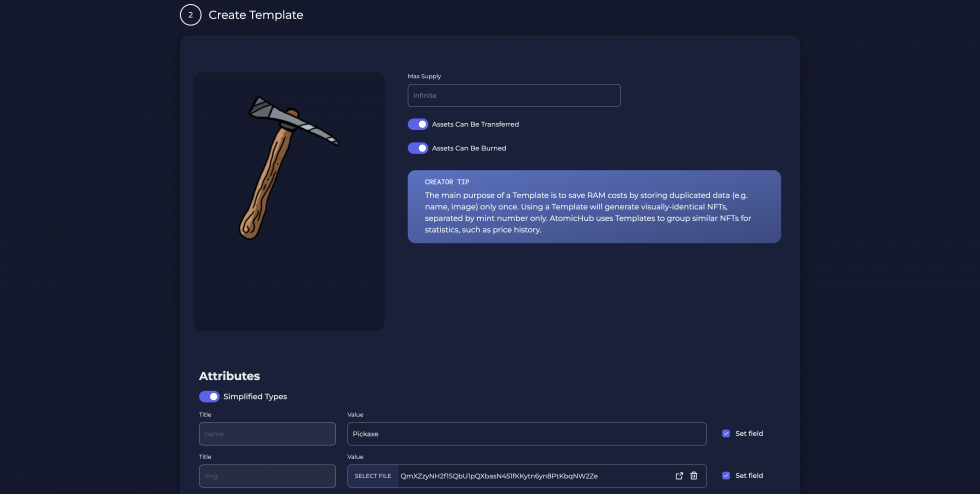 2 Create Template
Max Supply
Infinite
Assets Can Be Transferred
Assets Can Be Burned
CREATOR TIP
The main purpose of a Template is to save RAM costs by storing duplicated data (e.g.
name, image) only once. Using a Template will generate visually-identical NFTs,
separated by mint number only. AtomicHub uses Templates to group similar NFTs for
statistics, such as price history.
Attributes
Simplified Types
Title Value
name Pickaxe Set field
Title Value
img SELECT FILE QmXZzyNH2f15QbU1pQXbasN451fKKytn6yn8PtKbqNW2Ze Set field